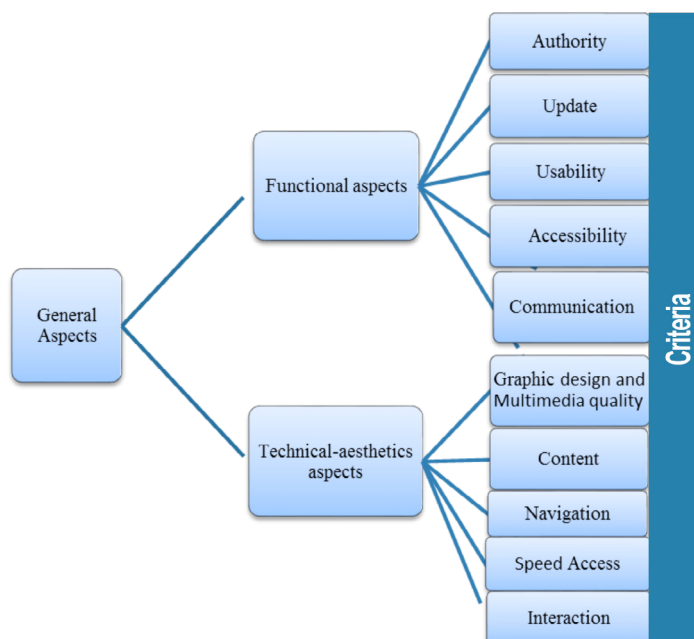 General
Aspects
Functional aspects
Authority
Update
Usability
Accessibility
Communication
Technical-aesthetics
aspects
Graphic design and
Multimedia quality
Content
Navigation
Speed Access
Interaction
Criteria